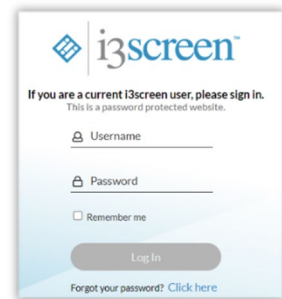 i3screen™
If you are a current i3screen user, please sign in.
This is a password protected website.
Username
Password
Remember me
Log In
Forgot your password? Click here